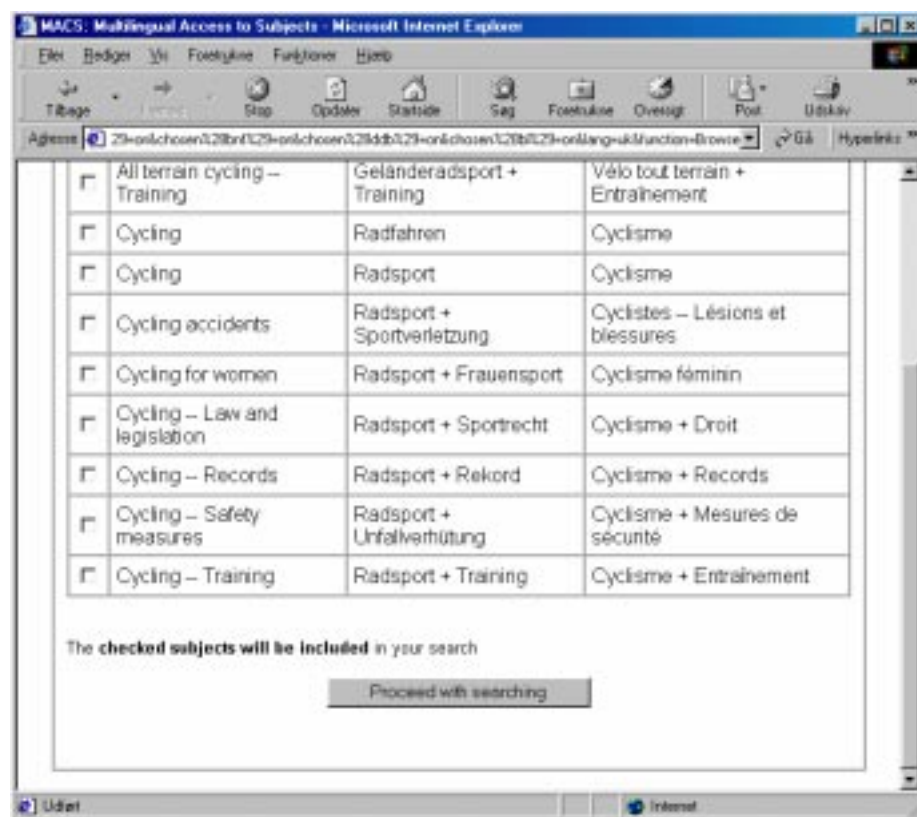 MACS: Multilingual Access to Subjects - Microsoft Internet Explorer
Filer Rediger Vis Foretrukne Funktioner Hjælp
Tilbage Stop Opdater Startside Søg Foretrukne Oversigt Post Udskriv
Adresse Gå Hyperlinks
All terrain cycling -- Training Geländeradsport + Training Vélo tout terrain + Entraînement
Cycling Radfahren Cyclisme
Cycling Radsport Cyclisme
Cycling accidents Radsport + Sportverletzung Cyclistes -- Lésions et blessures
Cycling for women Radsport + Frauensport Cyclisme féminin
Cycling -- Law and legislation Radsport + Sportrecht Cyclisme + Droit
Cycling -- Records Radsport + Rekord Cyclisme + Records
Cycling -- Safety measures Radsport + Unfallverhütung Cyclisme + Mesures de sécurité
Cycling -- Training Radsport + Training Cyclisme + Entraînement
The checked subjects will be included in your search
Proceed with searching
Udført Internet